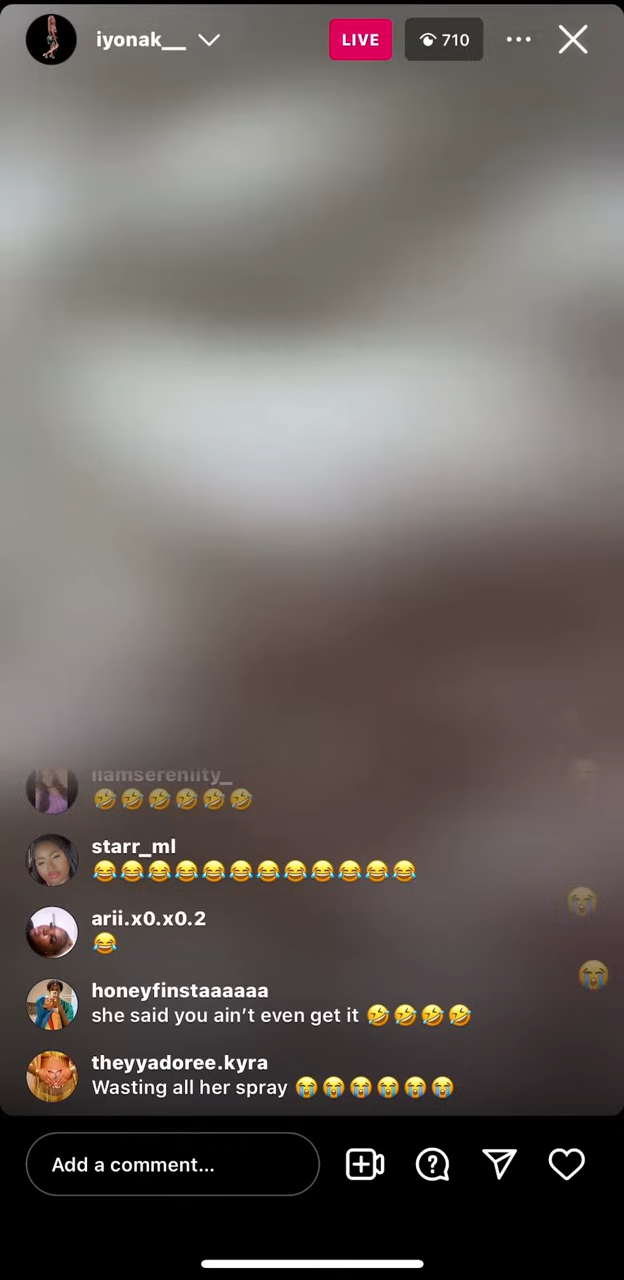 iyonak__
LIVE
710
iiamsereniity_
🤣🤣🤣🤣🤣🤣
starr_ml
😂😂😂😂😂😂😂😂😂😂😂😂
arii.x0.x0.2
😂
honeyfinstaaaaaa
she said you ain’t even get it 🤣🤣🤣🤣
theyyadoree.kyra
Wasting all her spray 😭😭😭😭😭😭
Add a comment...